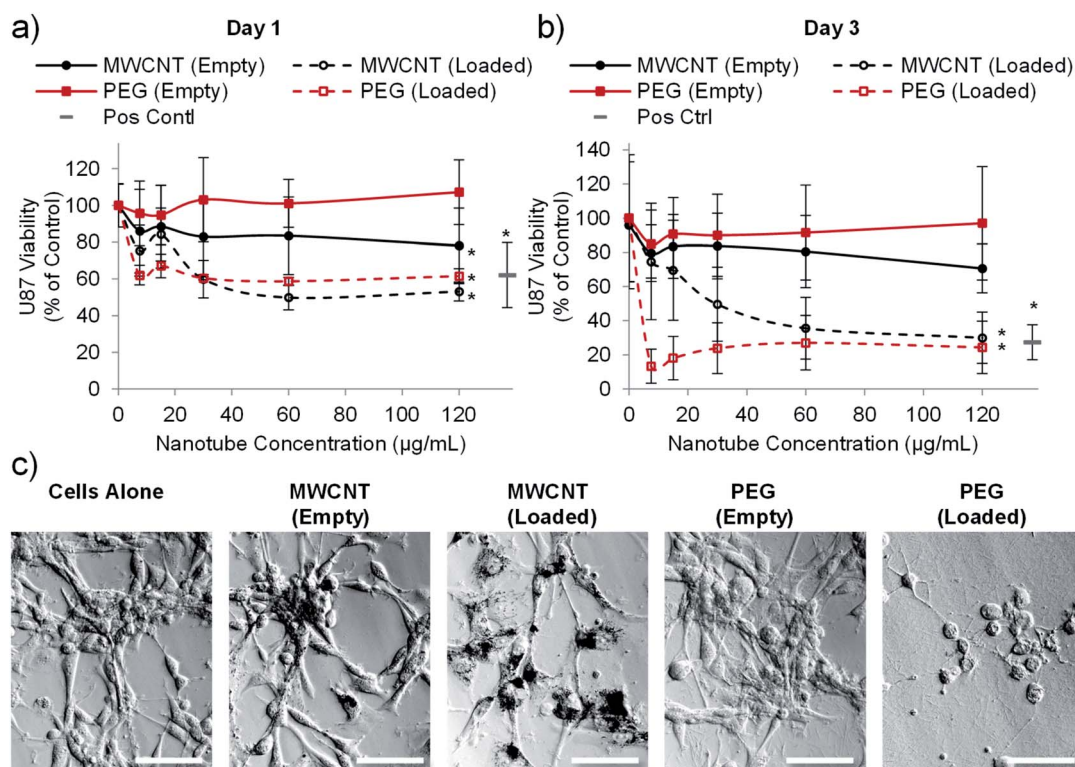 a)
Day 1
MWCNT (Empty)
MWCNT (Loaded)
PEG (Empty)
PEG (Loaded)
Pos Contl
U87 Viability
(% of Control)
120
100
80
60
40
20
0
*
*
*
*
0 20 40 60 80 100 120
Nanotube Concentration (µg/mL)
b)
Day 3
MWCNT (Empty)
MWCNT (Loaded)
PEG (Empty)
PEG (Loaded)
Pos Ctrl
U87 Viability
(% of Control)
140
120
100
80
60
40
20
0
*
*
*
0 20 40 60 80 100 120
Nanotube Concentration (µg/mL)
c)
Cells Alone
MWCNT
(Empty)
MWCNT
(Loaded)
PEG
(Empty)
PEG
(Loaded)